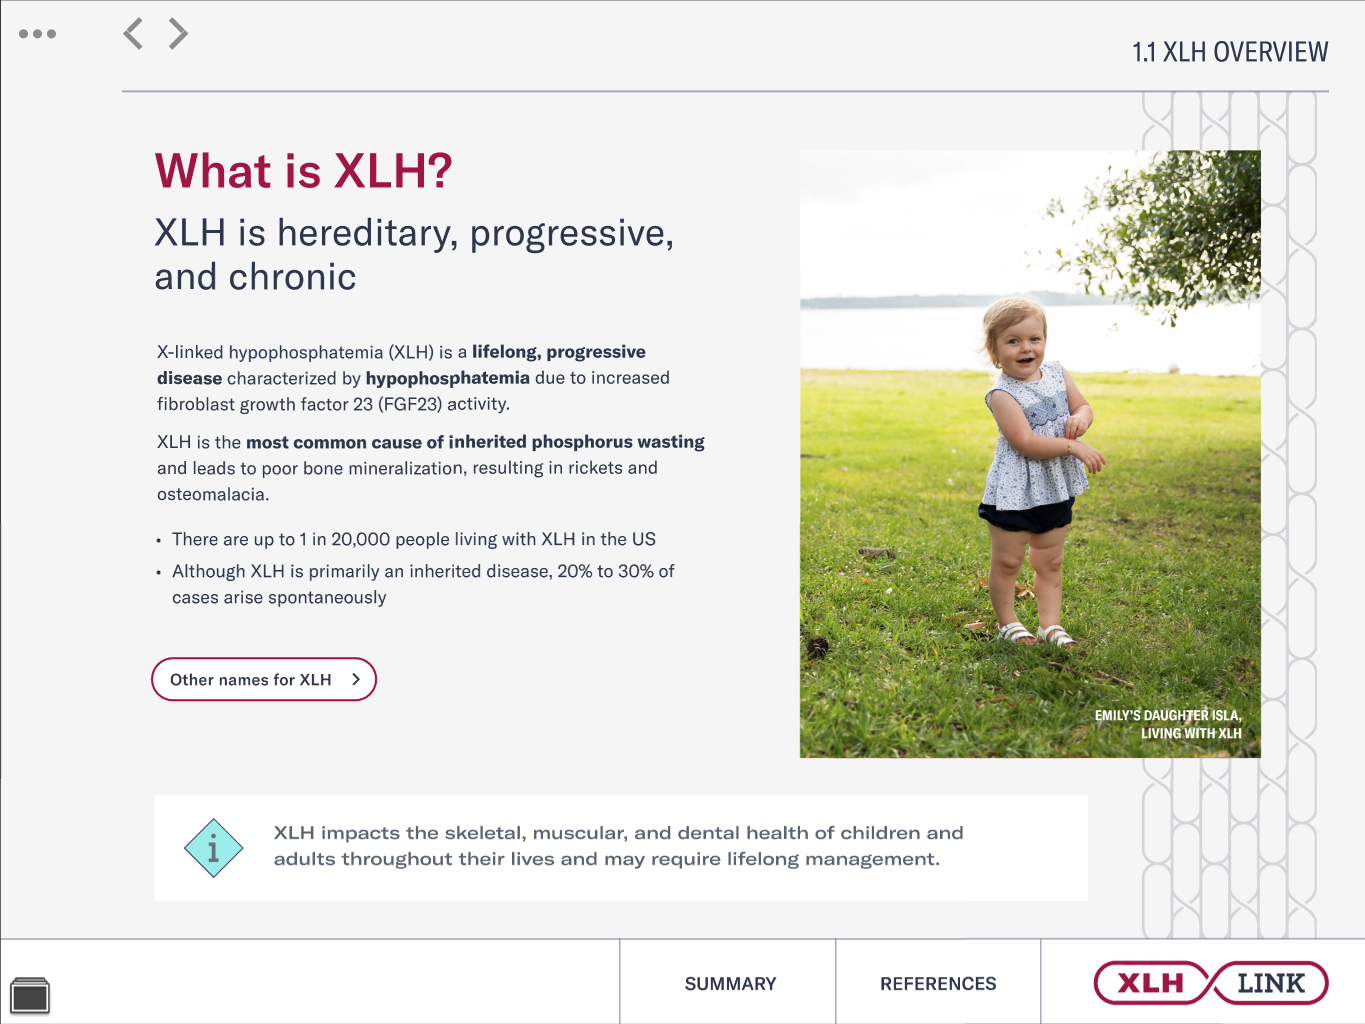 1.1 XLH OVERVIEW
What is XLH?
XLH is hereditary, progressive,
and chronic
X-linked hypophosphatemia (XLH) is a lifelong, progressive
disease characterized by hypophosphatemia due to increased
fibroblast growth factor 23 (FGF23) activity.
XLH is the most common cause of inherited phosphorus wasting
and leads to poor bone mineralization, resulting in rickets and
osteomalacia.
• There are up to 1 in 20,000 people living with XLH in the US
• Although XLH is primarily an inherited disease, 20% to 30% of
cases arise spontaneously
Other names for XLH
EMILY'S DAUGHTER ISLA,
LIVING WITH XLH
i
XLH impacts the skeletal, muscular, and dental health of children and
adults throughout their lives and may require lifelong management.
SUMMARY
REFERENCES
XLH LINK